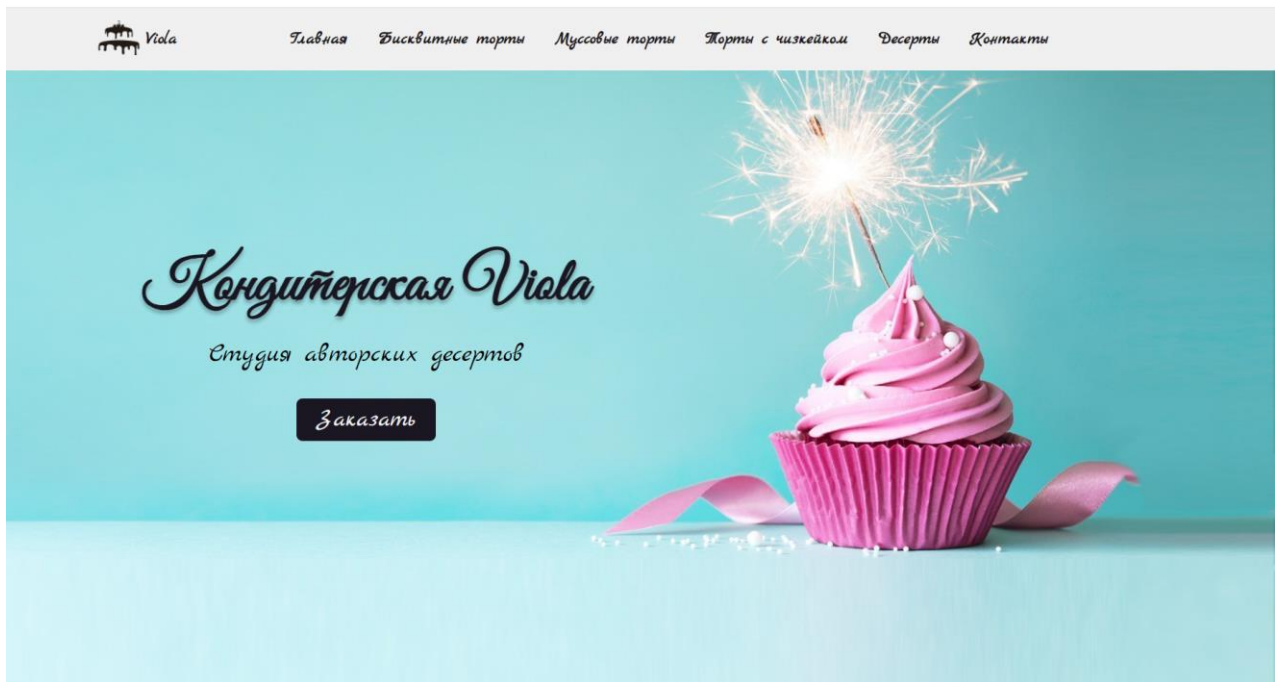 Viola Главная Бисквитные торты Муссовые торты Торты с чизкейком Десерты Контакты
Кондитерская Viola
Студия авторских десертов
Заказать